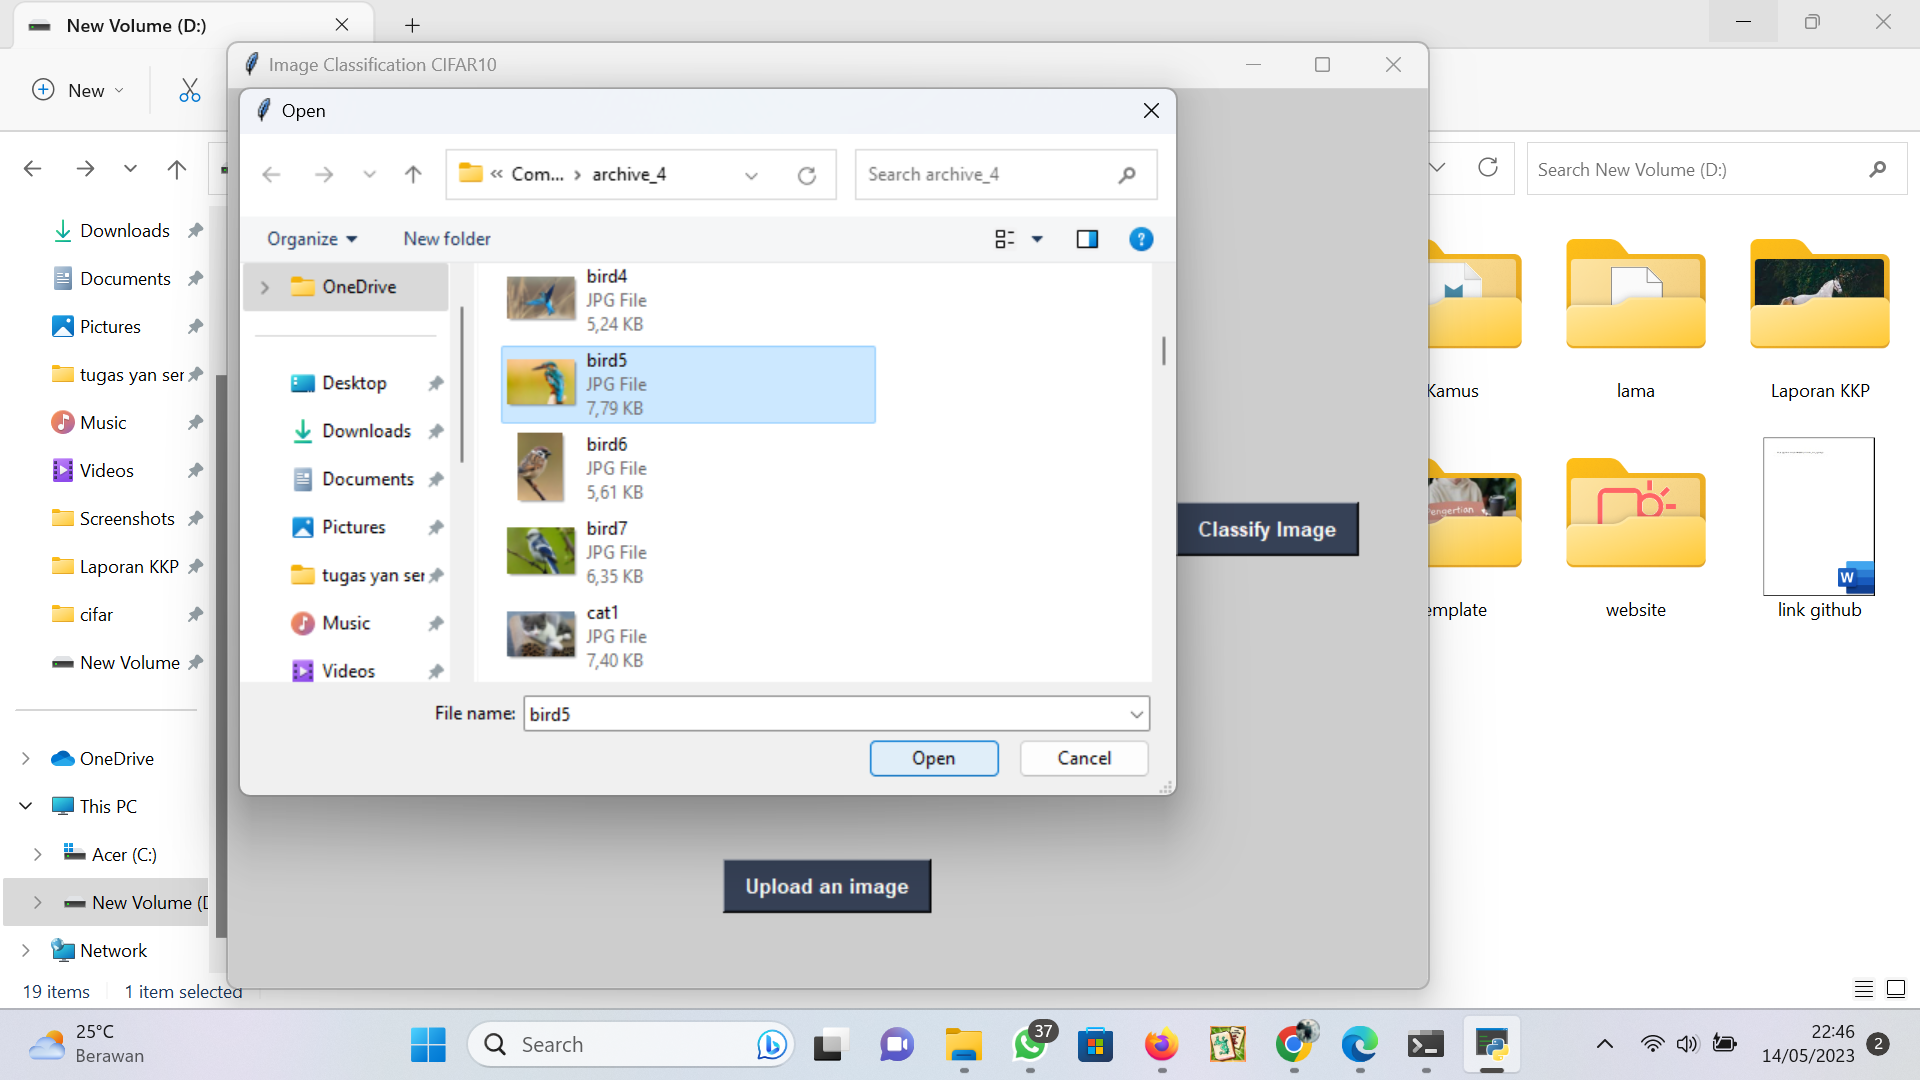 New Volume (D:)
Image Classification CIFAR10
New
Open
Com...
archive_4
Search archive_4
Search New Volume (D:)
Organize
New folder
Downloads
Documents
Pictures
tugas yan ser
Music
Videos
Screenshots
Laporan KKP
cifar
New Volume
OneDrive
This PC
Acer (C:)
New Volume (D
Network
19 items
1 item selected
OneDrive
Desktop
Downloads
Documents
Pictures
tugas yan ser
Music
Videos
bird4
JPG File
5,24 KB
bird5
JPG File
7,79 KB
bird6
JPG File
5,61 KB
bird7
JPG File
6,35 KB
cat1
JPG File
7,40 KB
File name:
bird5
Open
Cancel
Classify Image
Upload an image
Kamus
lama
Laporan KKP
engertian
emplate
website
W
link github
25°C
Berawan
Search
37
22:46
14/05/2023
2